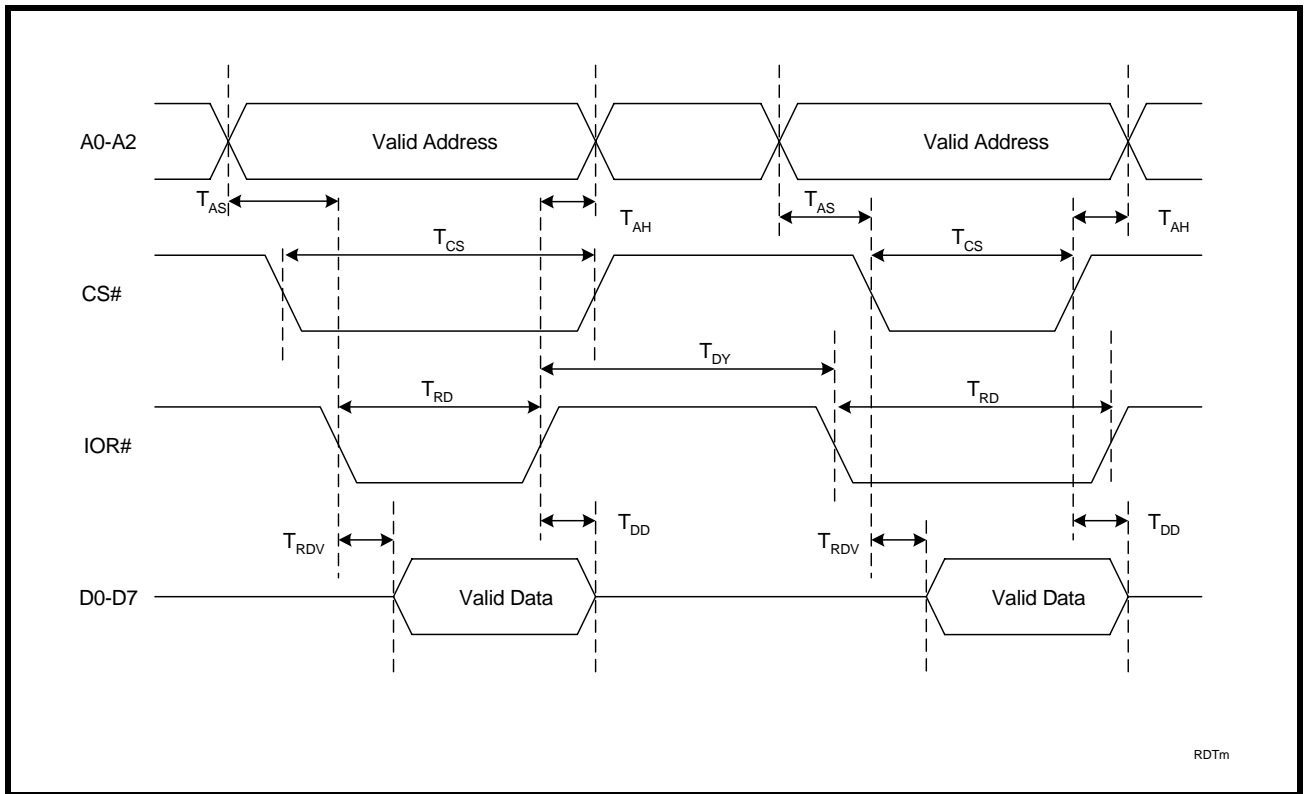 A0-A2
Valid Address
Valid Address
TAS
TAH
TAS
TAH
TCS
TCS
CS#
TDY
TRD
TRD
IOR#
TRDV
TDD
TRDV
TDD
D0-D7
Valid Data
Valid Data
RDTm